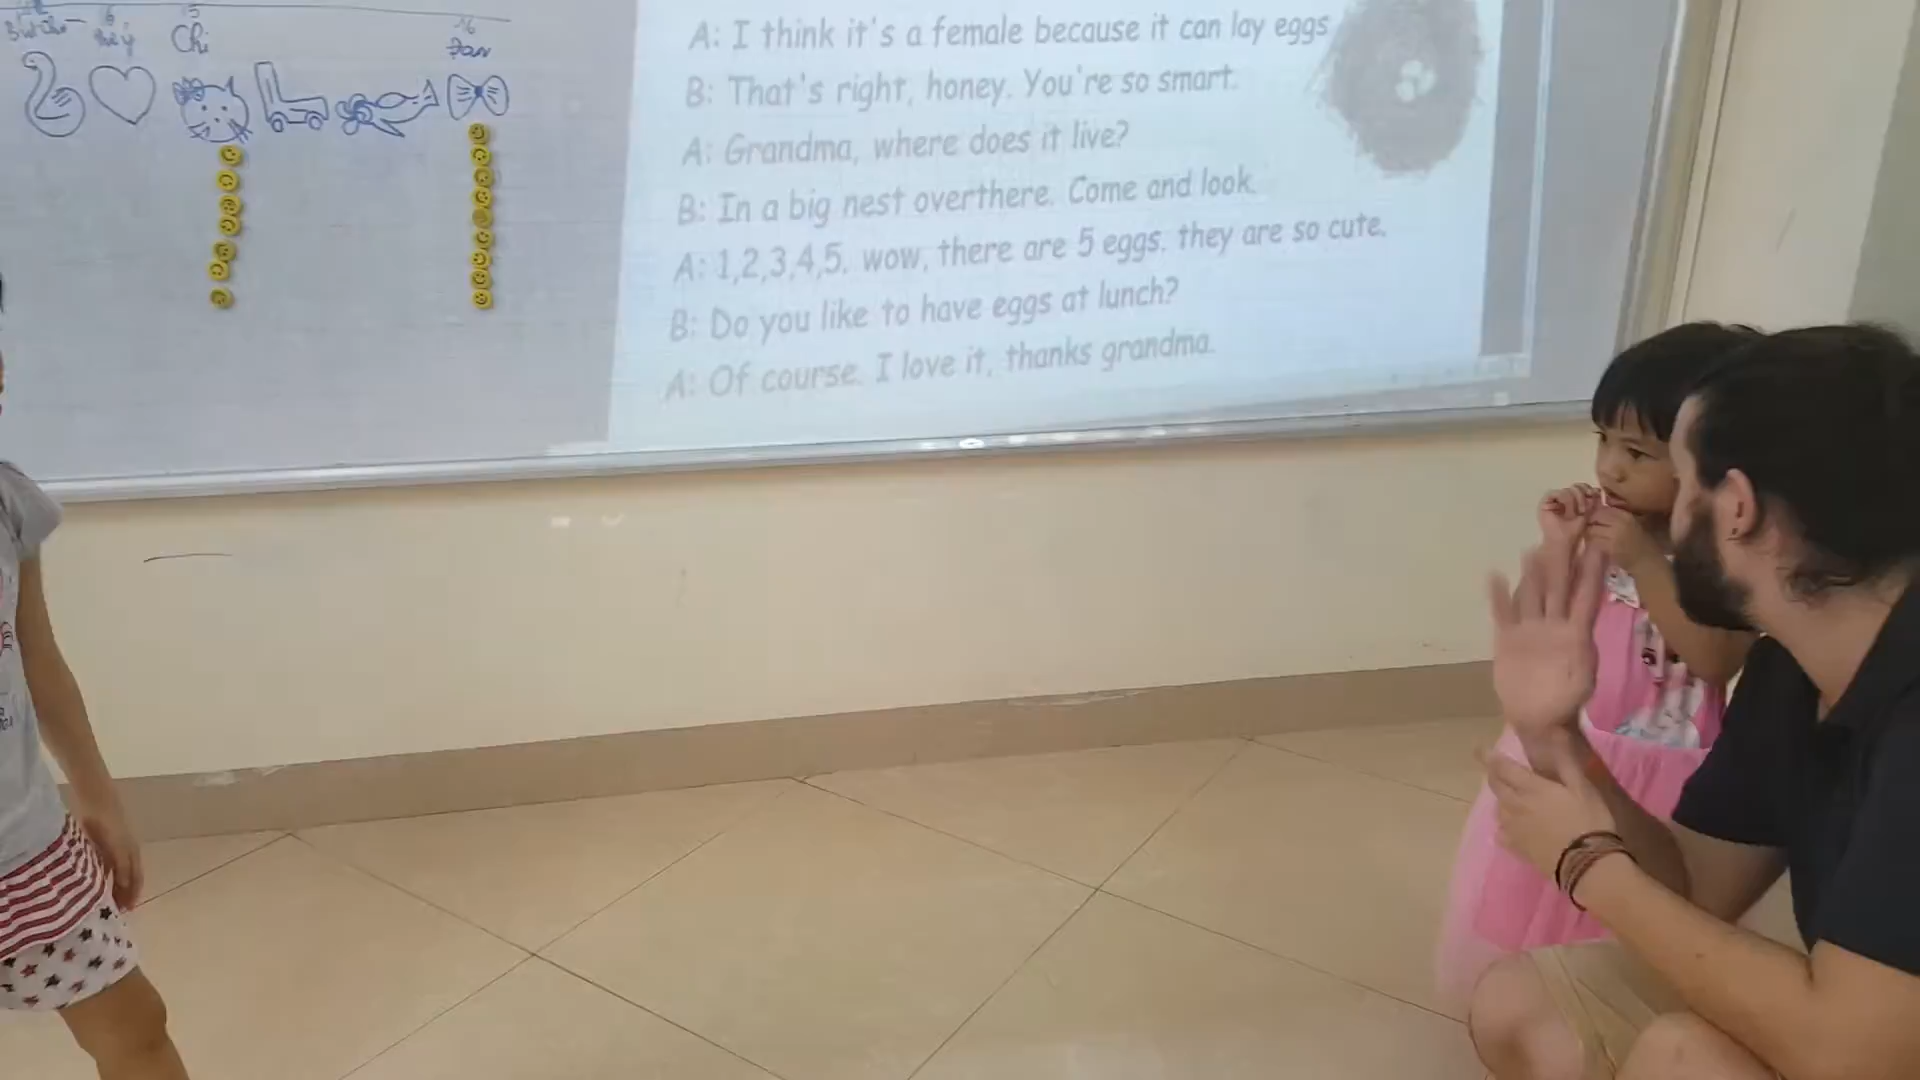 Chi
Đan
A: I think it's a female because it can lay eggs
B: That's right, honey. You're so smart.
A: Grandma, where does it live?
B: In a big nest overthere. Come and look.
A: 1,2,3,4,5. wow, there are 5 eggs. they are so cute.
B: Do you like to have eggs at lunch?
A: Of course. I love it, thanks grandma.